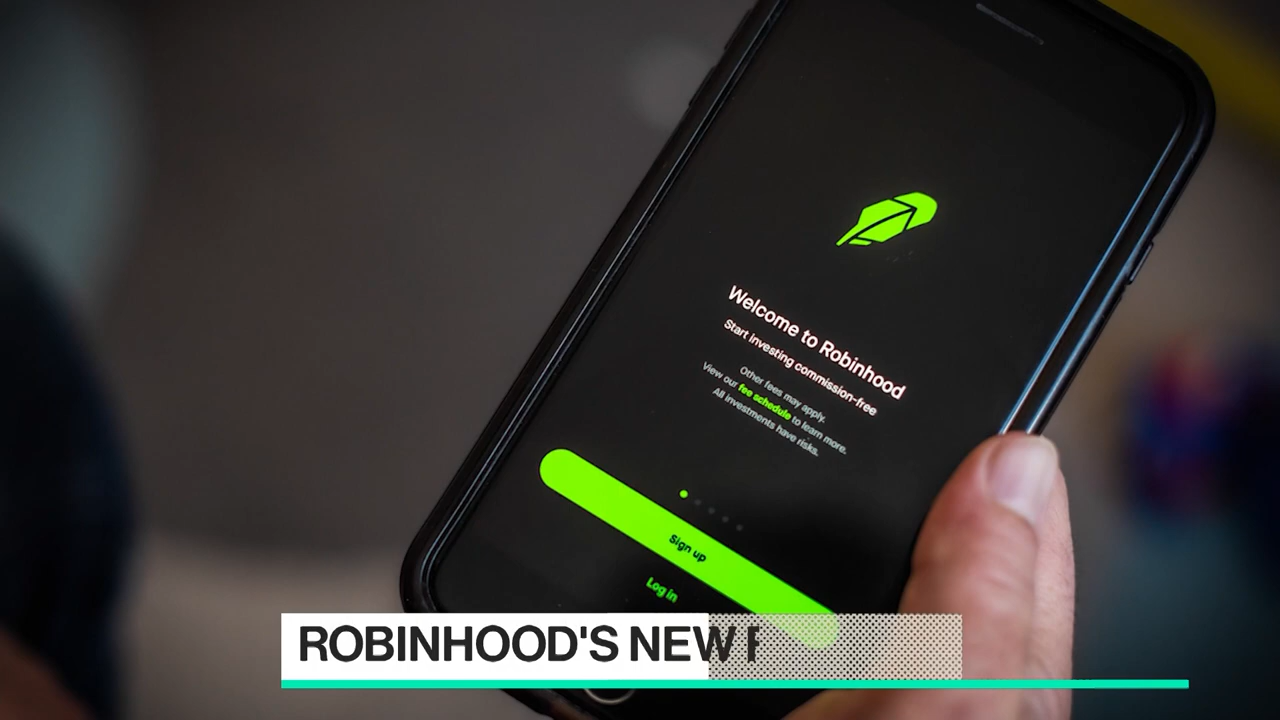 Welcome to Robinhood
Start investing commission-free
Other fees may apply.
View our fee schedule to learn more.
All investments have risks.
Sign up
Log in
ROBINHOOD'S NEW